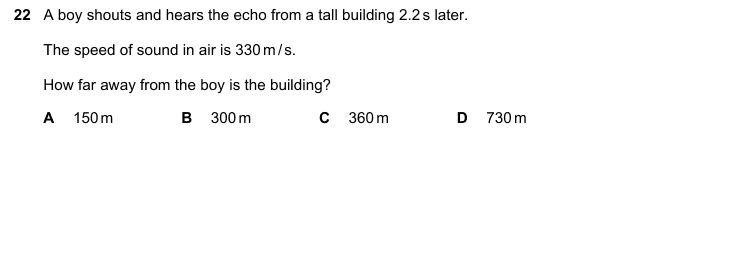 22 A boy shouts and hears the echo from a tall building 2.2 s later.
The speed of sound in air is 330 m / s.
How far away from the boy is the building?
A 150 m B 300 m C 360 m D 730 m